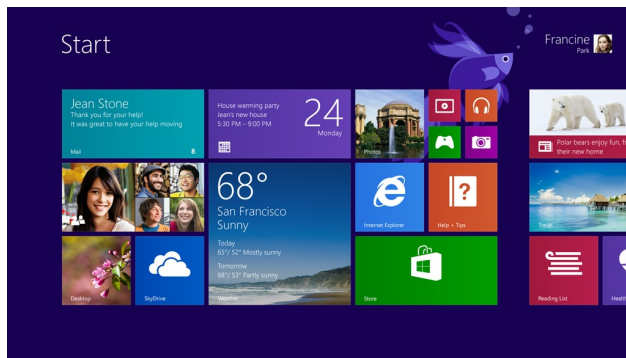 Start
Francine
Park
Jean Stone
Thank you for your help!
It was great to have your help moving
Mail
8
House warming party
Jean's new house
5:30 PM – 9:00 PM
24
Monday
Photos
Polar bears enjoy fun, f
their new home
68°
San Francisco
Sunny
Today
65°/ 52° Mostly sunny
Tomorrow
68°/ 53° Partly sunny
Weather
Internet Explorer
?
Help + Tips
Travel
Desktop
SkyDrive
Store
Reading List
Health